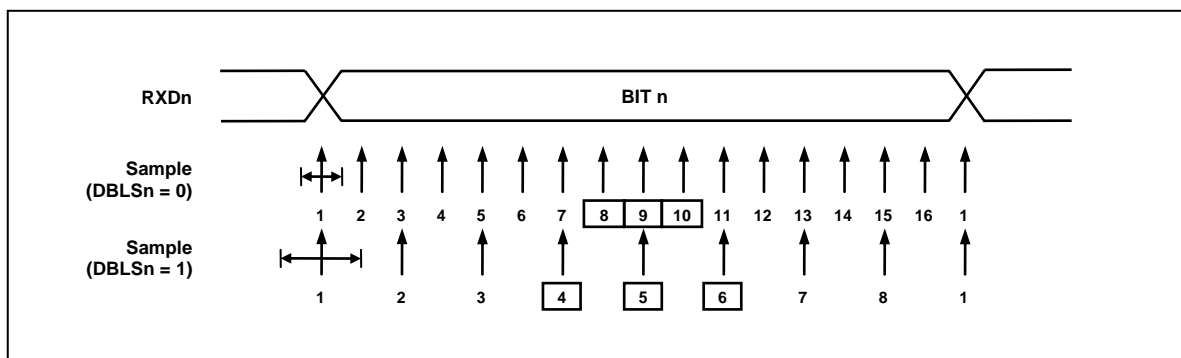 RXDn
BIT n
Sample
(DBLSn = 0)
1 2 3 4 5 6 7 8 9 10 11 12 13 14 15 16 1
Sample
(DBLSn = 1)
1 2 3 4 5 6 7 8 1